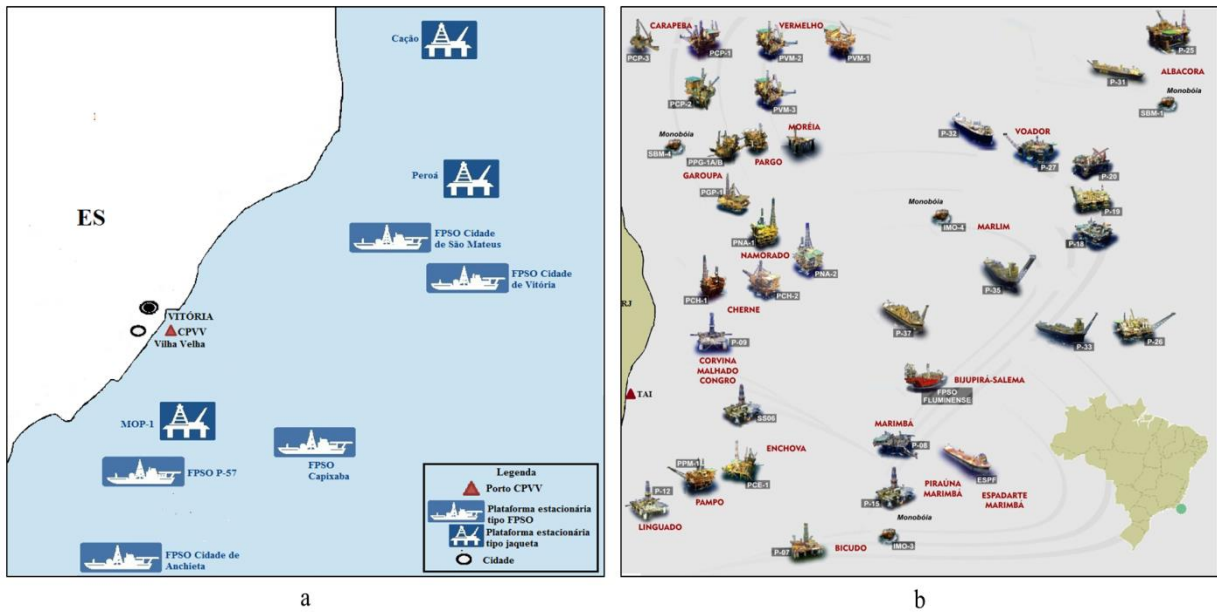 Cação
Peroá
ES
FPSO Cidade
de São Mateus
FPSO Cidade
de Vitória
VITÓRIA
CPVV
Vilha Velha
MOP-1
FPSO P-57
FPSO
Capixaba
FPSO Cidade de
Anchieta
Legenda
Porto CPVV
Plataforma estacionária
tipo FPSO
Plataforma estacionária
tipo jaqueta
Cidade
a
CARAPEBA
VERMELHO
PCP-3
PCP-1
PVM-2
PVM-1
P-25
P-31
ALBACORA
PCP-2
PVM-3
Monobóia
SBM-1
Monobóia
SBM-4
PPG-1A/B
MORÉIA
PARGO
P-32
VOADOR
P-27
P-20
GAROUPA
PGP-1
P-19
Monobóia
IMO-4
MARLIM
P-18
PNA-1
NAMORADO
PNA-2
PCH-1
PCH-2
CHERNE
P-35
RJ
P-37
P-33
P-26
P-09
CORVINA
MALHADO
CONGRO
BIJUPIRÁ-SALEMA
FPSO
FLUMINENSE
TAI
SS06
MARIMBÁ
P-08
ENCHOVA
PPM-1
PCE-1
ESPF
PIRAÚNA
MARIMBÁ
ESPADARTE
MARIMBÁ
P-12
PAMPO
P-15
LINGUADO
Monobóia
IMO-3
P-07
BICUDO
b